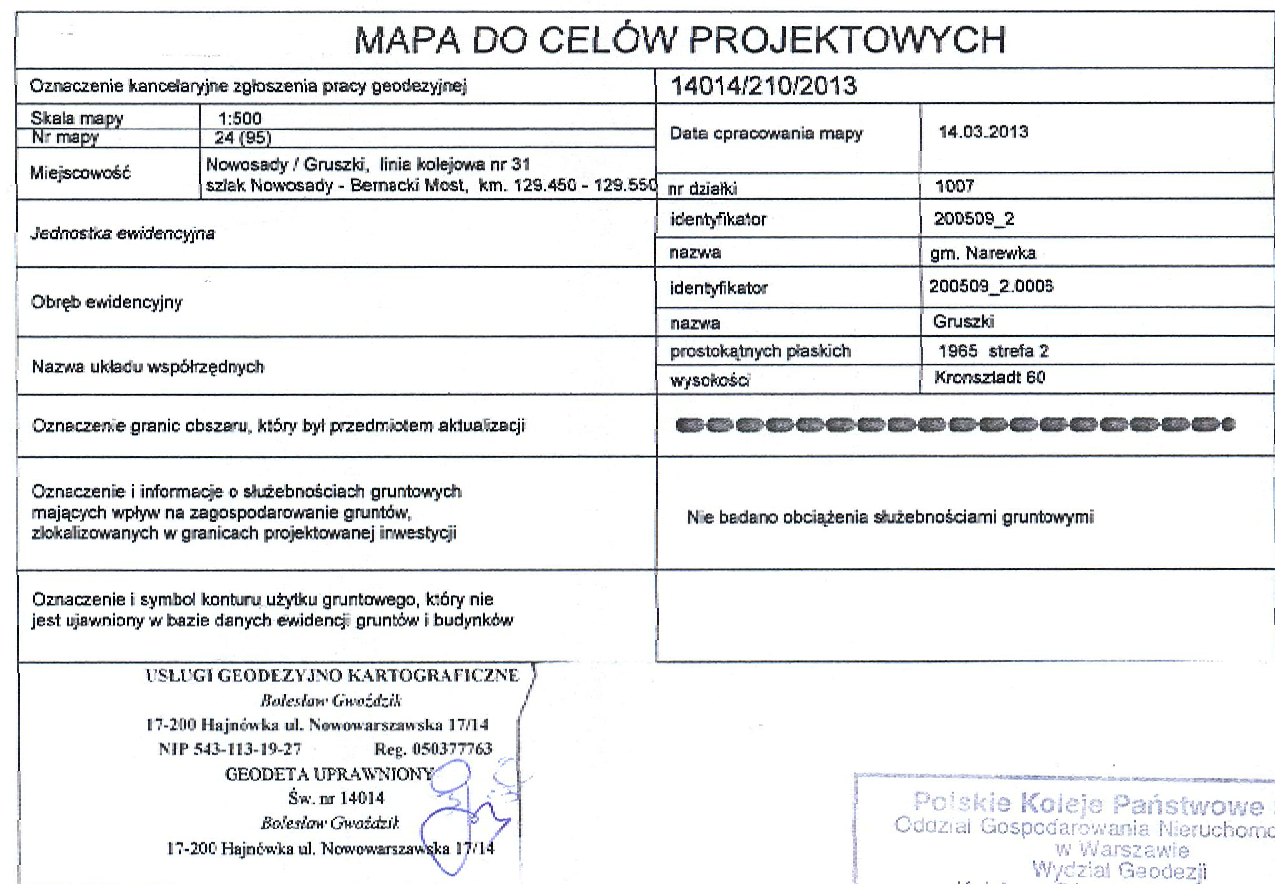 MAPA DO CELÓW PROJEKTOWYCH
Oznaczenie kancelaryjne zgłoszenia pracy geodezyjnej 14014/210/2013
Skala mapy 1:500
Nr mapy 24 (95)
Data cpracowania mapy 14.03.2013
Miejscowość Nowosady / Gruszki, linia kolejowa nr 31
szlak Nowosady - Bernacki Most, km. 129.450 - 129.550
nr działki 1007
Jednostka ewidencyjna
identyfikator 200509_2
nazwa gm. Narewka
Obręb ewidencyjny
identyfikator 200509_2.0006
nazwa Gruszki
Nazwa układu współrzędnych
prostokątnych płaskich 1965 strefa 2
wysokości Kronsztadt 60
Oznaczenie granic obszaru, który był przedmiotem aktualizacji
Oznaczenie i informacje o służebnościach gruntowych
mających wpływ na zagospodarowanie gruntów,
zlokalizowanych w granicach projektowanej inwestycji
Nie badano obciążenia służebnościami gruntowymi
Oznaczenie i symbol konturu użytku gruntowego, który nie
jest ujawniony w bazie danych ewidencji gruntów i budynków
USŁUGI GEODEZYJNO KARTOGRAFICZNE
Bolesław Gwoździk
17-200 Hajnówka ul. Nowowarszawska 17/14
NIP 543-113-19-27 Reg. 050377763
GEODETA UPRAWNIONY
Św. nr 14014
Bolesław Gwoździk
17-200 Hajnówka ul. Nowowarszawska 17/14
Polskie Koleje Państwowe
Oddział Gospodarowania Nieruchomo
w Warszawie
Wydział Geodezji